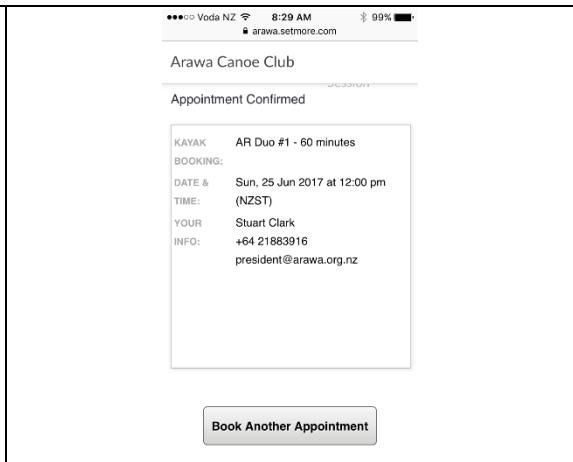 Voda NZ 8:29 AM 99%
arawa.setmore.com
Arawa Canoe Club
Session
Appointment Confirmed
KAYAK BOOKING: AR Duo #1 - 60 minutes
DATE & TIME: Sun, 25 Jun 2017 at 12:00 pm
(NZST)
YOUR INFO: Stuart Clark
+64 21883916
president@arawa.org.nz
Book Another Appointment